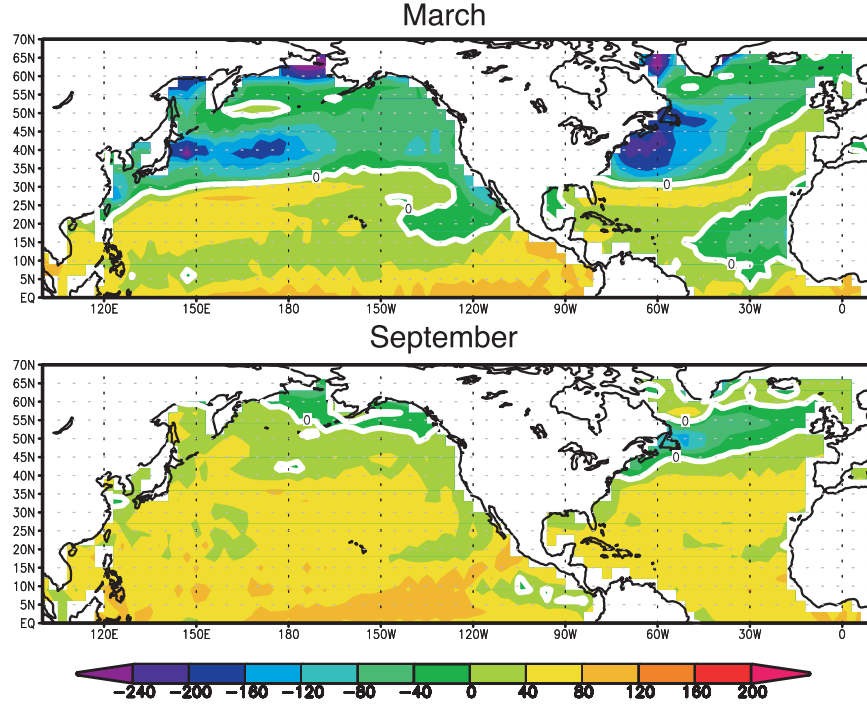 March
70N
65N
60N
55N
50N
45N
40N
35N
30N
25N
20N
15N
10N
5N
EQ
0
0
0
0
120E 150E 180 150W 120W 90W 60W 30W 0
September
70N
65N
60N
55N
50N
45N
40N
35N
30N
25N
20N
15N
10N
5N
EQ
0
0
0
120E 150E 180 150W 120W 90W 60W 30W 0
-240 -200 -160 -120 -80 -40 0 40 80 120 160 200